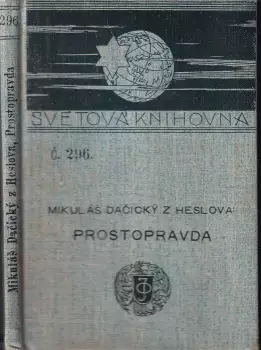 296
Mikuláš Dačický z Heslova, Prostopravda
SVĚTOVÁ KNIHOVNA
č. 296.
MIKULÁŠ DAČICKÝ Z HESLOVA:
PROSTOPRAVDA